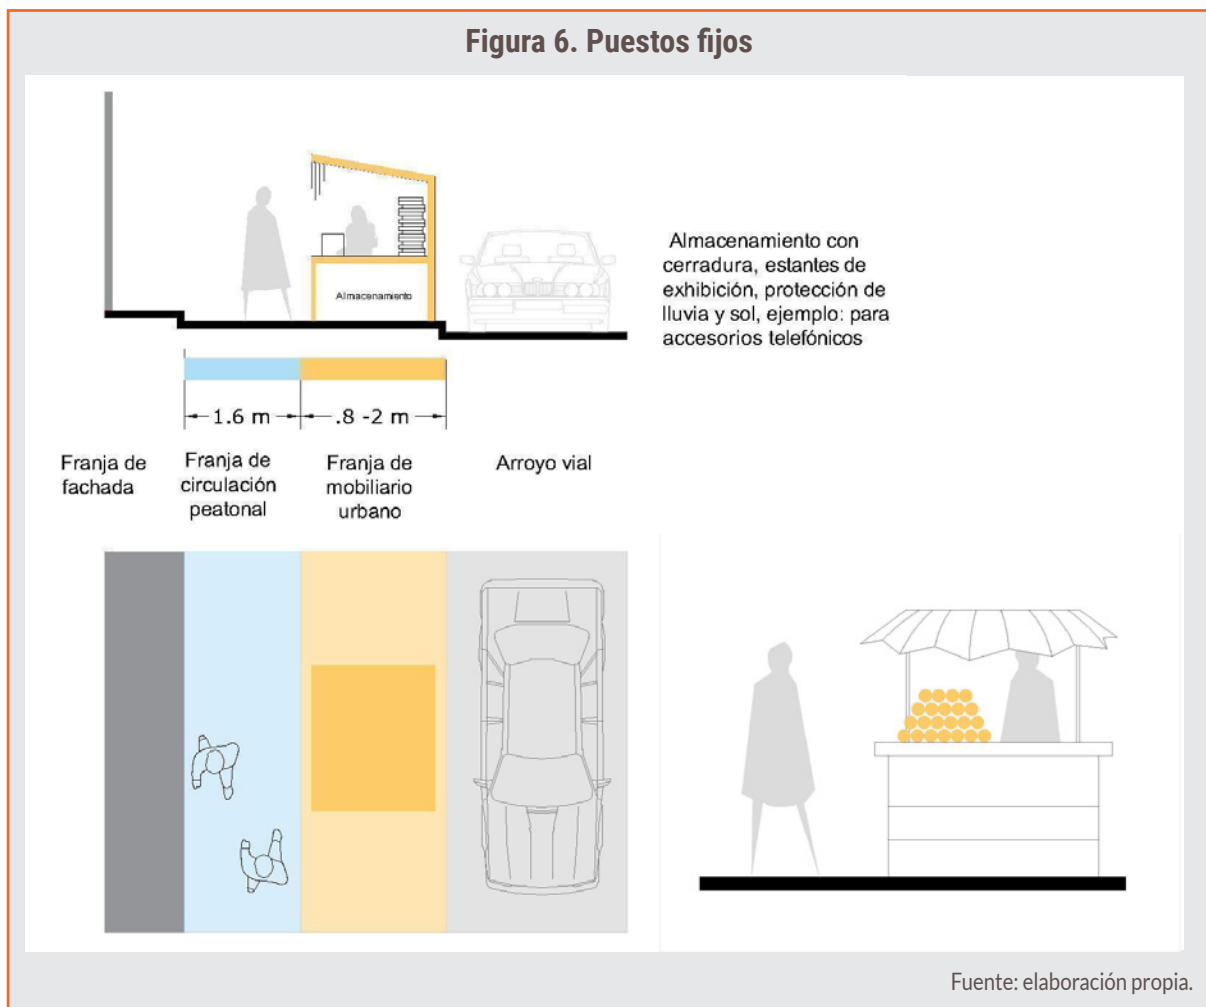 Figura 6. Puestos fijos
Almacenamiento
Almacenamiento con
cerradura, estantes de
exhibición, protección de
lluvia y sol, ejemplo: para
accesorios telefónicos
1.6 m
.8 -2 m
Franja de
fachada
Franja de
circulación
peatonal
Franja de
mobiliario
urbano
Arroyo vial
Fuente: elaboración propia.